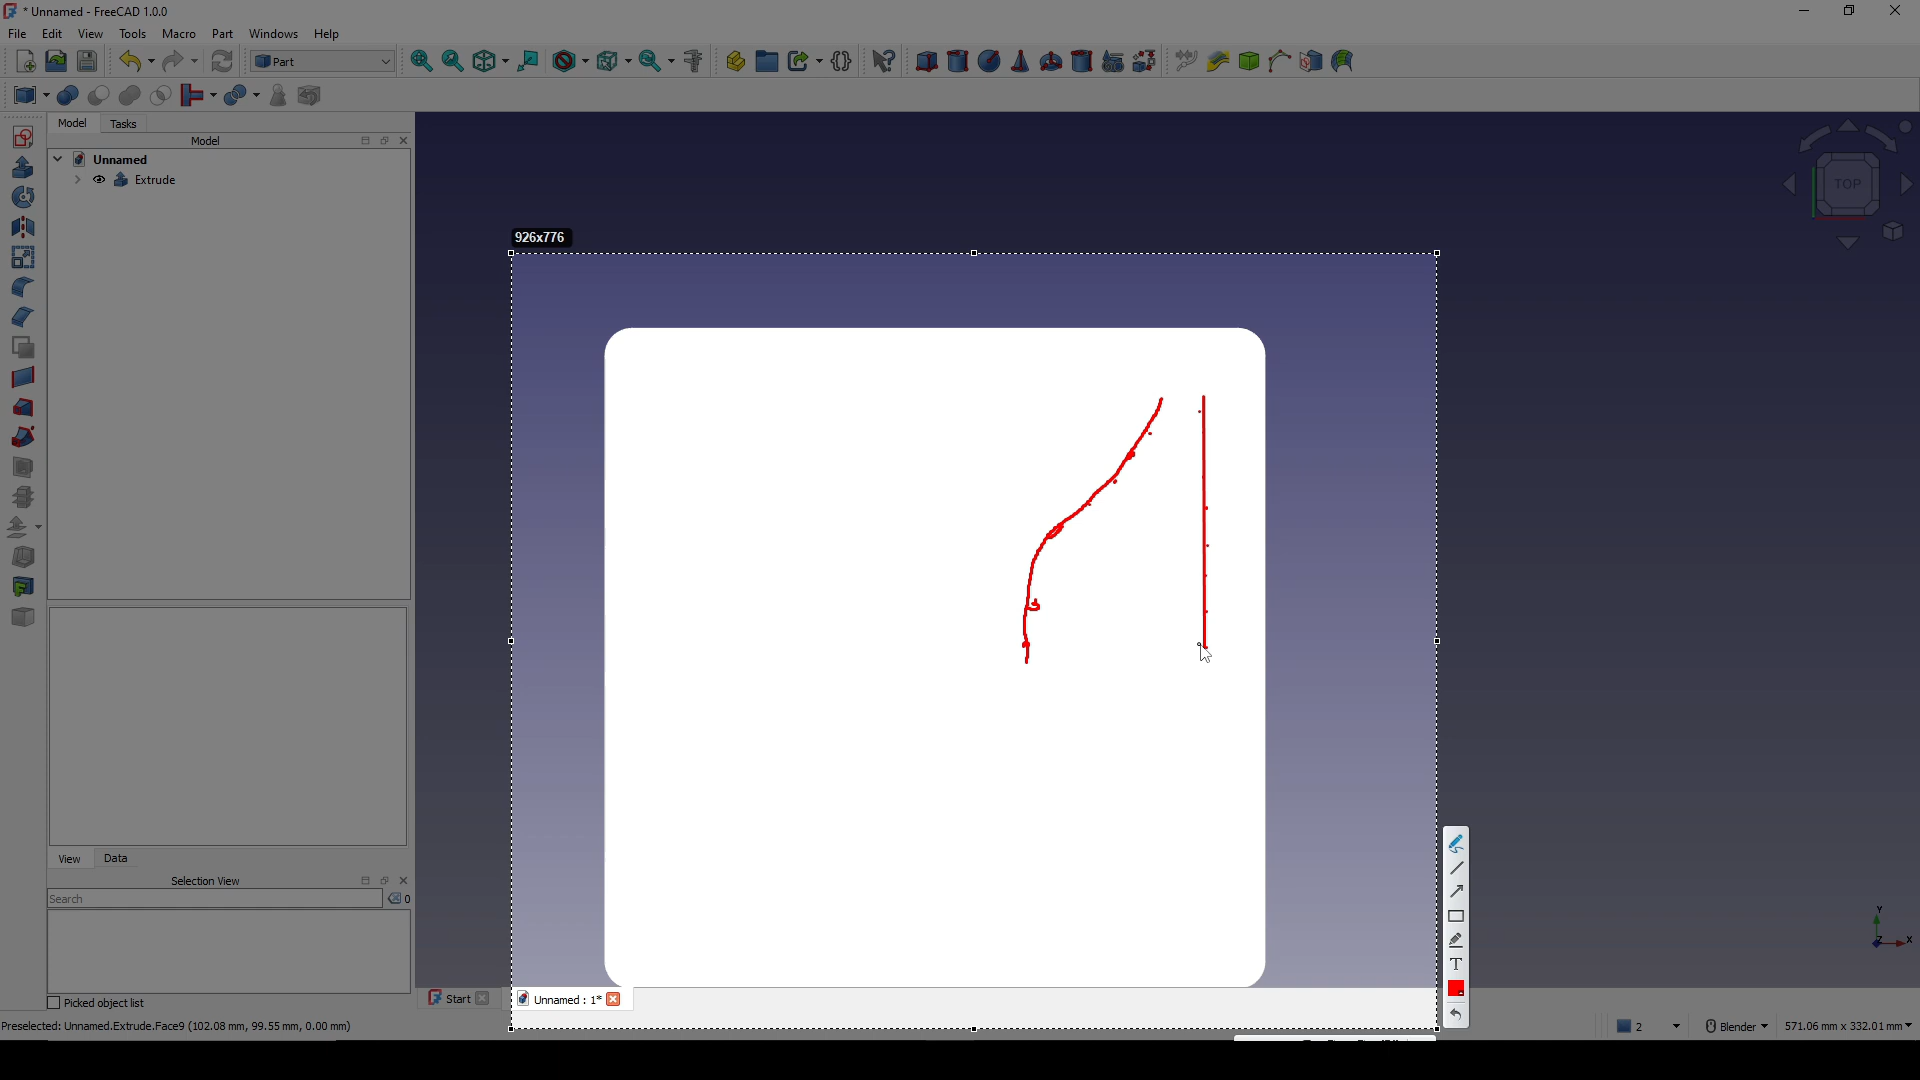 * Unnamed - FreeCAD 1.0.0
File Edit View Tools Macro Part Windows Help
Part
Model Tasks
Model
Unnamed
Extrude
TOP
926x776
View Data
Selection View
Search
0
Picked object list
Start
Unnamed : 1*
T
Y
Z
X
Preselected: Unnamed.Extrude.Face9 (102.08 mm, 99.55 mm, 0.00 mm)
2
Blender
571.06 mm x 332.01 mm